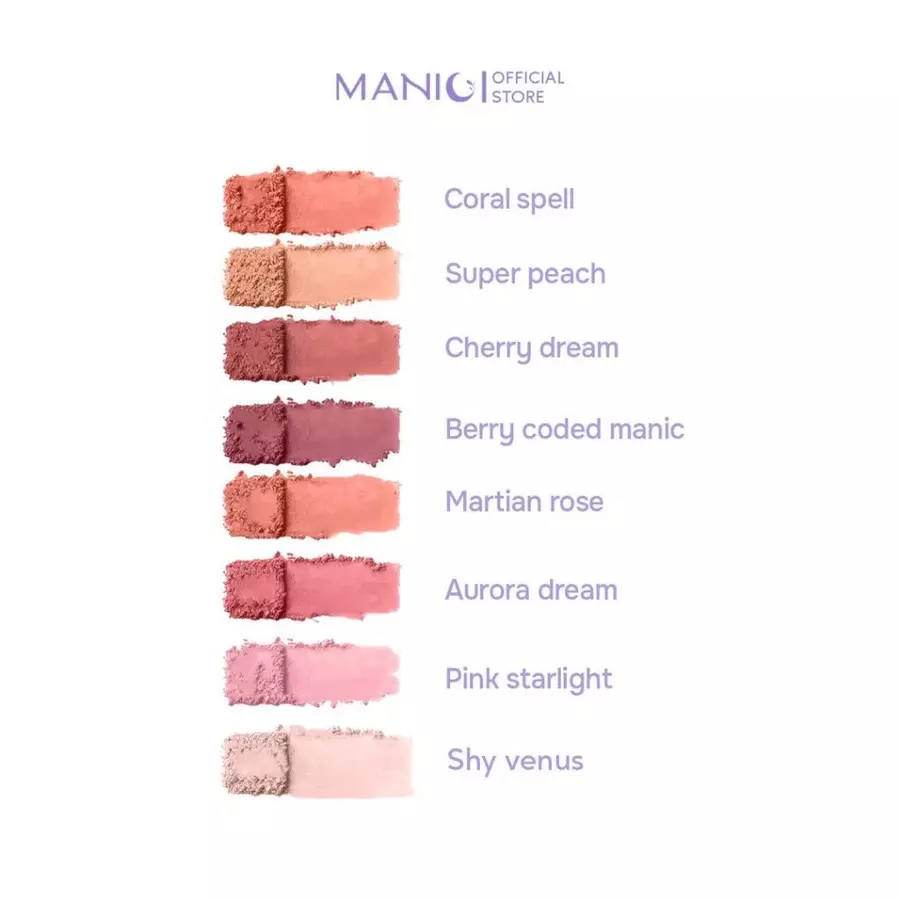 MANIC
OFFICIAL
STORE
Coral spell
Super peach
Cherry dream
Berry coded manic
Martian rose
Aurora dream
Pink starlight
Shy venus